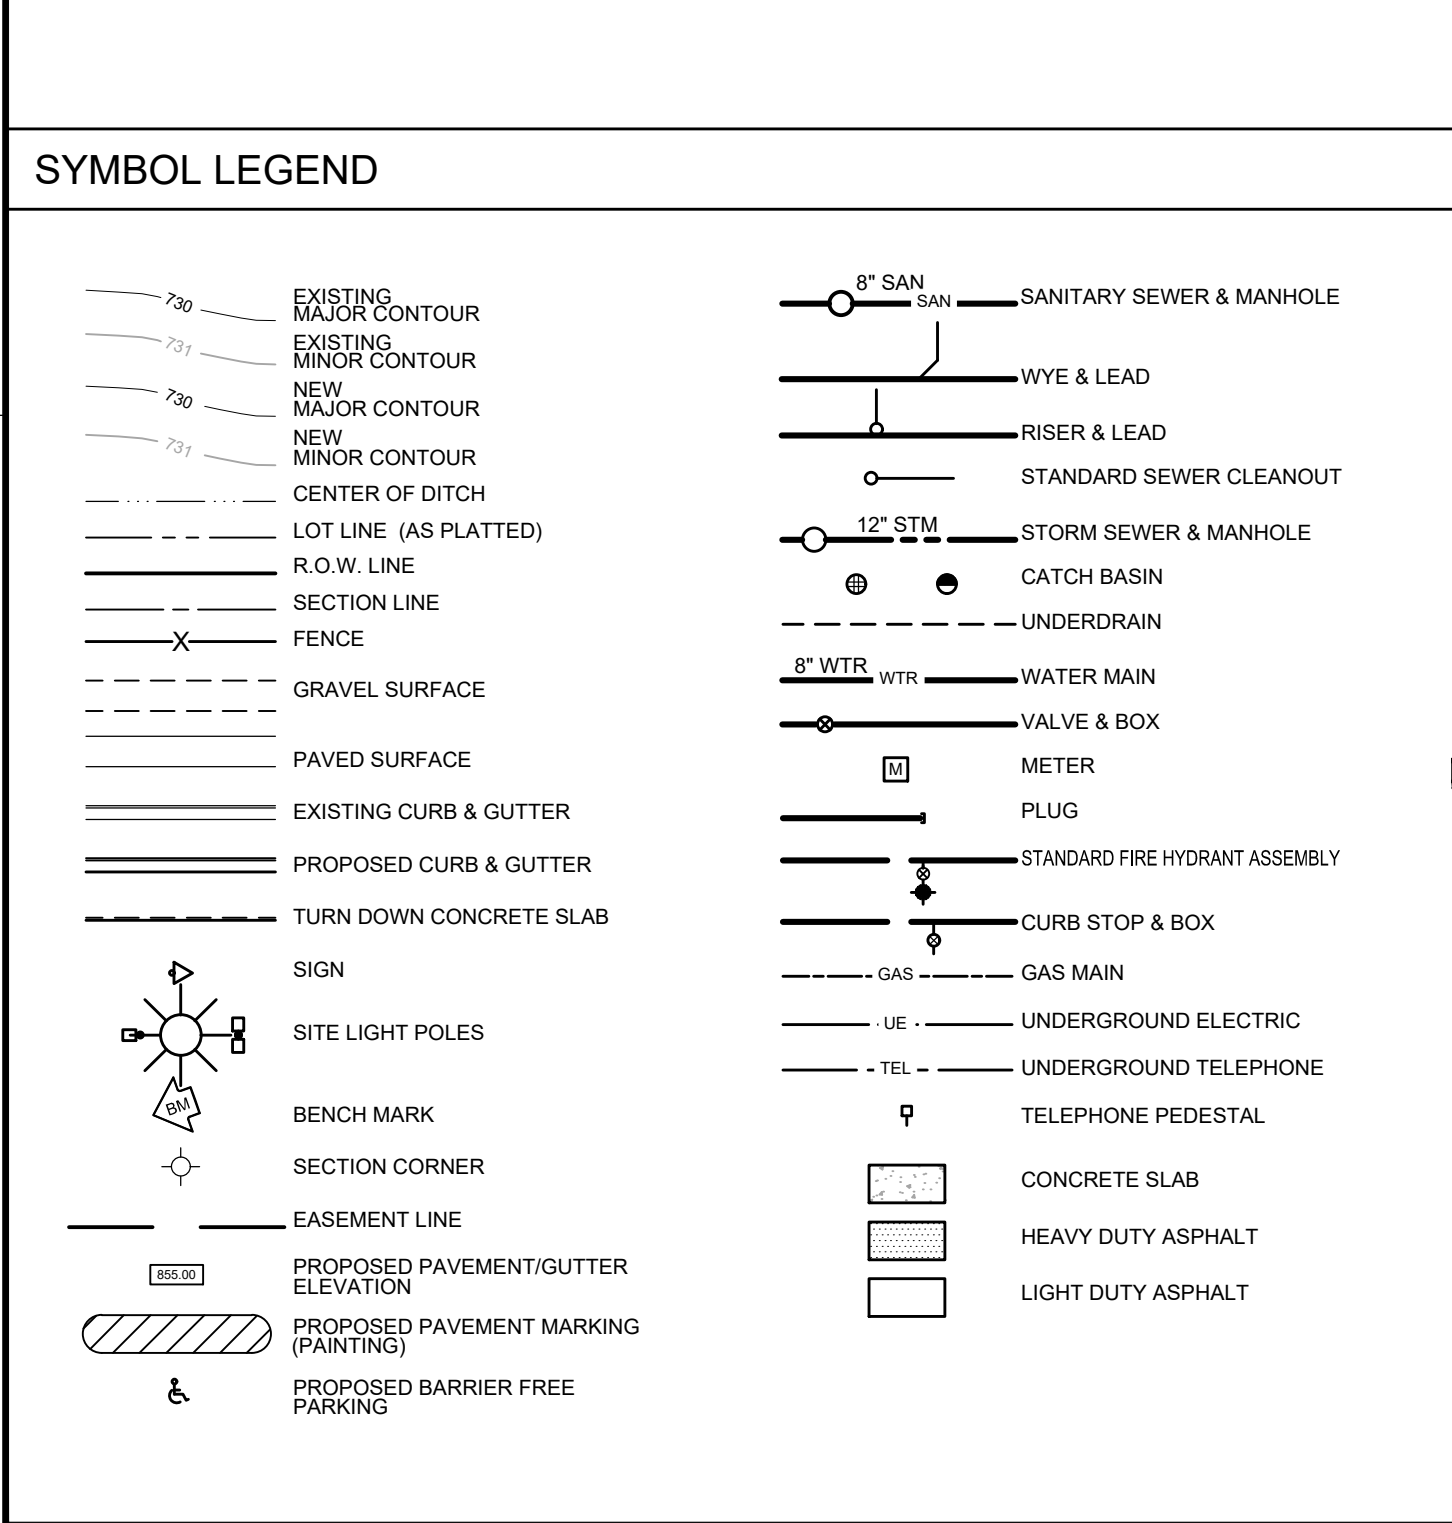 SYMBOL LEGEND
730
EXISTING
MAJOR CONTOUR
731
EXISTING
MINOR CONTOUR
730
NEW
MAJOR CONTOUR
731
NEW
MINOR CONTOUR
CENTER OF DITCH
LOT LINE (AS PLATTED)
R.O.W. LINE
SECTION LINE
X
FENCE
GRAVEL SURFACE
PAVED SURFACE
EXISTING CURB & GUTTER
PROPOSED CURB & GUTTER
TURN DOWN CONCRETE SLAB
SIGN
SITE LIGHT POLES
BM
BENCH MARK
SECTION CORNER
EASEMENT LINE
855.00
PROPOSED PAVEMENT/GUTTER
ELEVATION
PROPOSED PAVEMENT MARKING
(PAINTING)
PROPOSED BARRIER FREE
PARKING
8" SAN
SAN
SANITARY SEWER & MANHOLE
WYE & LEAD
RISER & LEAD
STANDARD SEWER CLEANOUT
12" STM
STORM SEWER & MANHOLE
CATCH BASIN
UNDERDRAIN
8" WTR
WTR
WATER MAIN
VALVE & BOX
M
METER
PLUG
STANDARD FIRE HYDRANT ASSEMBLY
CURB STOP & BOX
GAS
GAS MAIN
UE
UNDERGROUND ELECTRIC
TEL
UNDERGROUND TELEPHONE
TELEPHONE PEDESTAL
CONCRETE SLAB
HEAVY DUTY ASPHALT
LIGHT DUTY ASPHALT